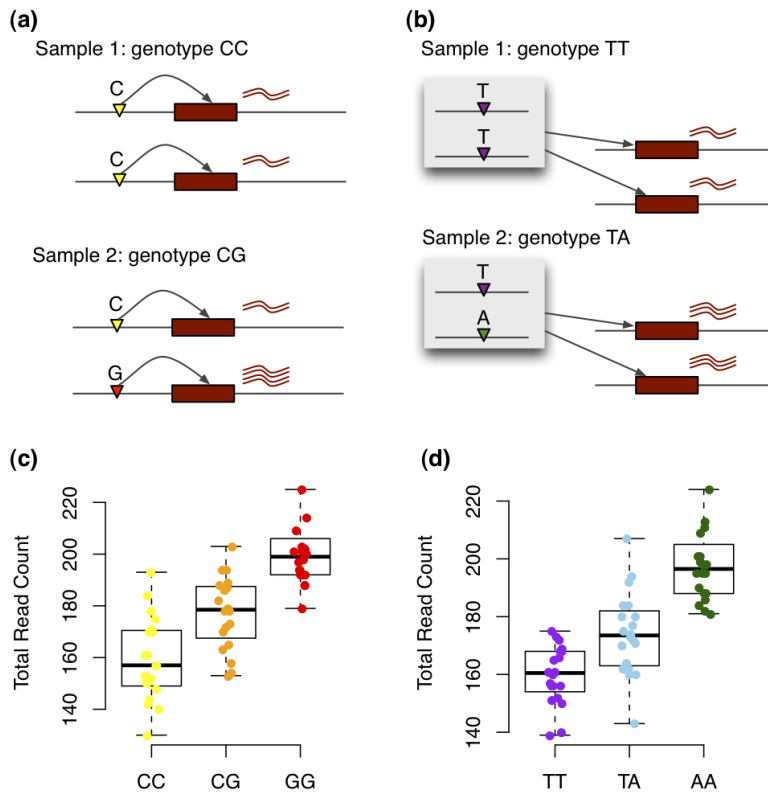 (a)
Sample 1: genotype CC
C
C
Sample 2: genotype CG
C
G
(b)
Sample 1: genotype TT
T
T
Sample 2: genotype TA
T
A
(c)
Total Read Count
220
200
180
160
140
CC CG GG
(d)
Total Read Count
220
200
180
160
140
TT TA AA